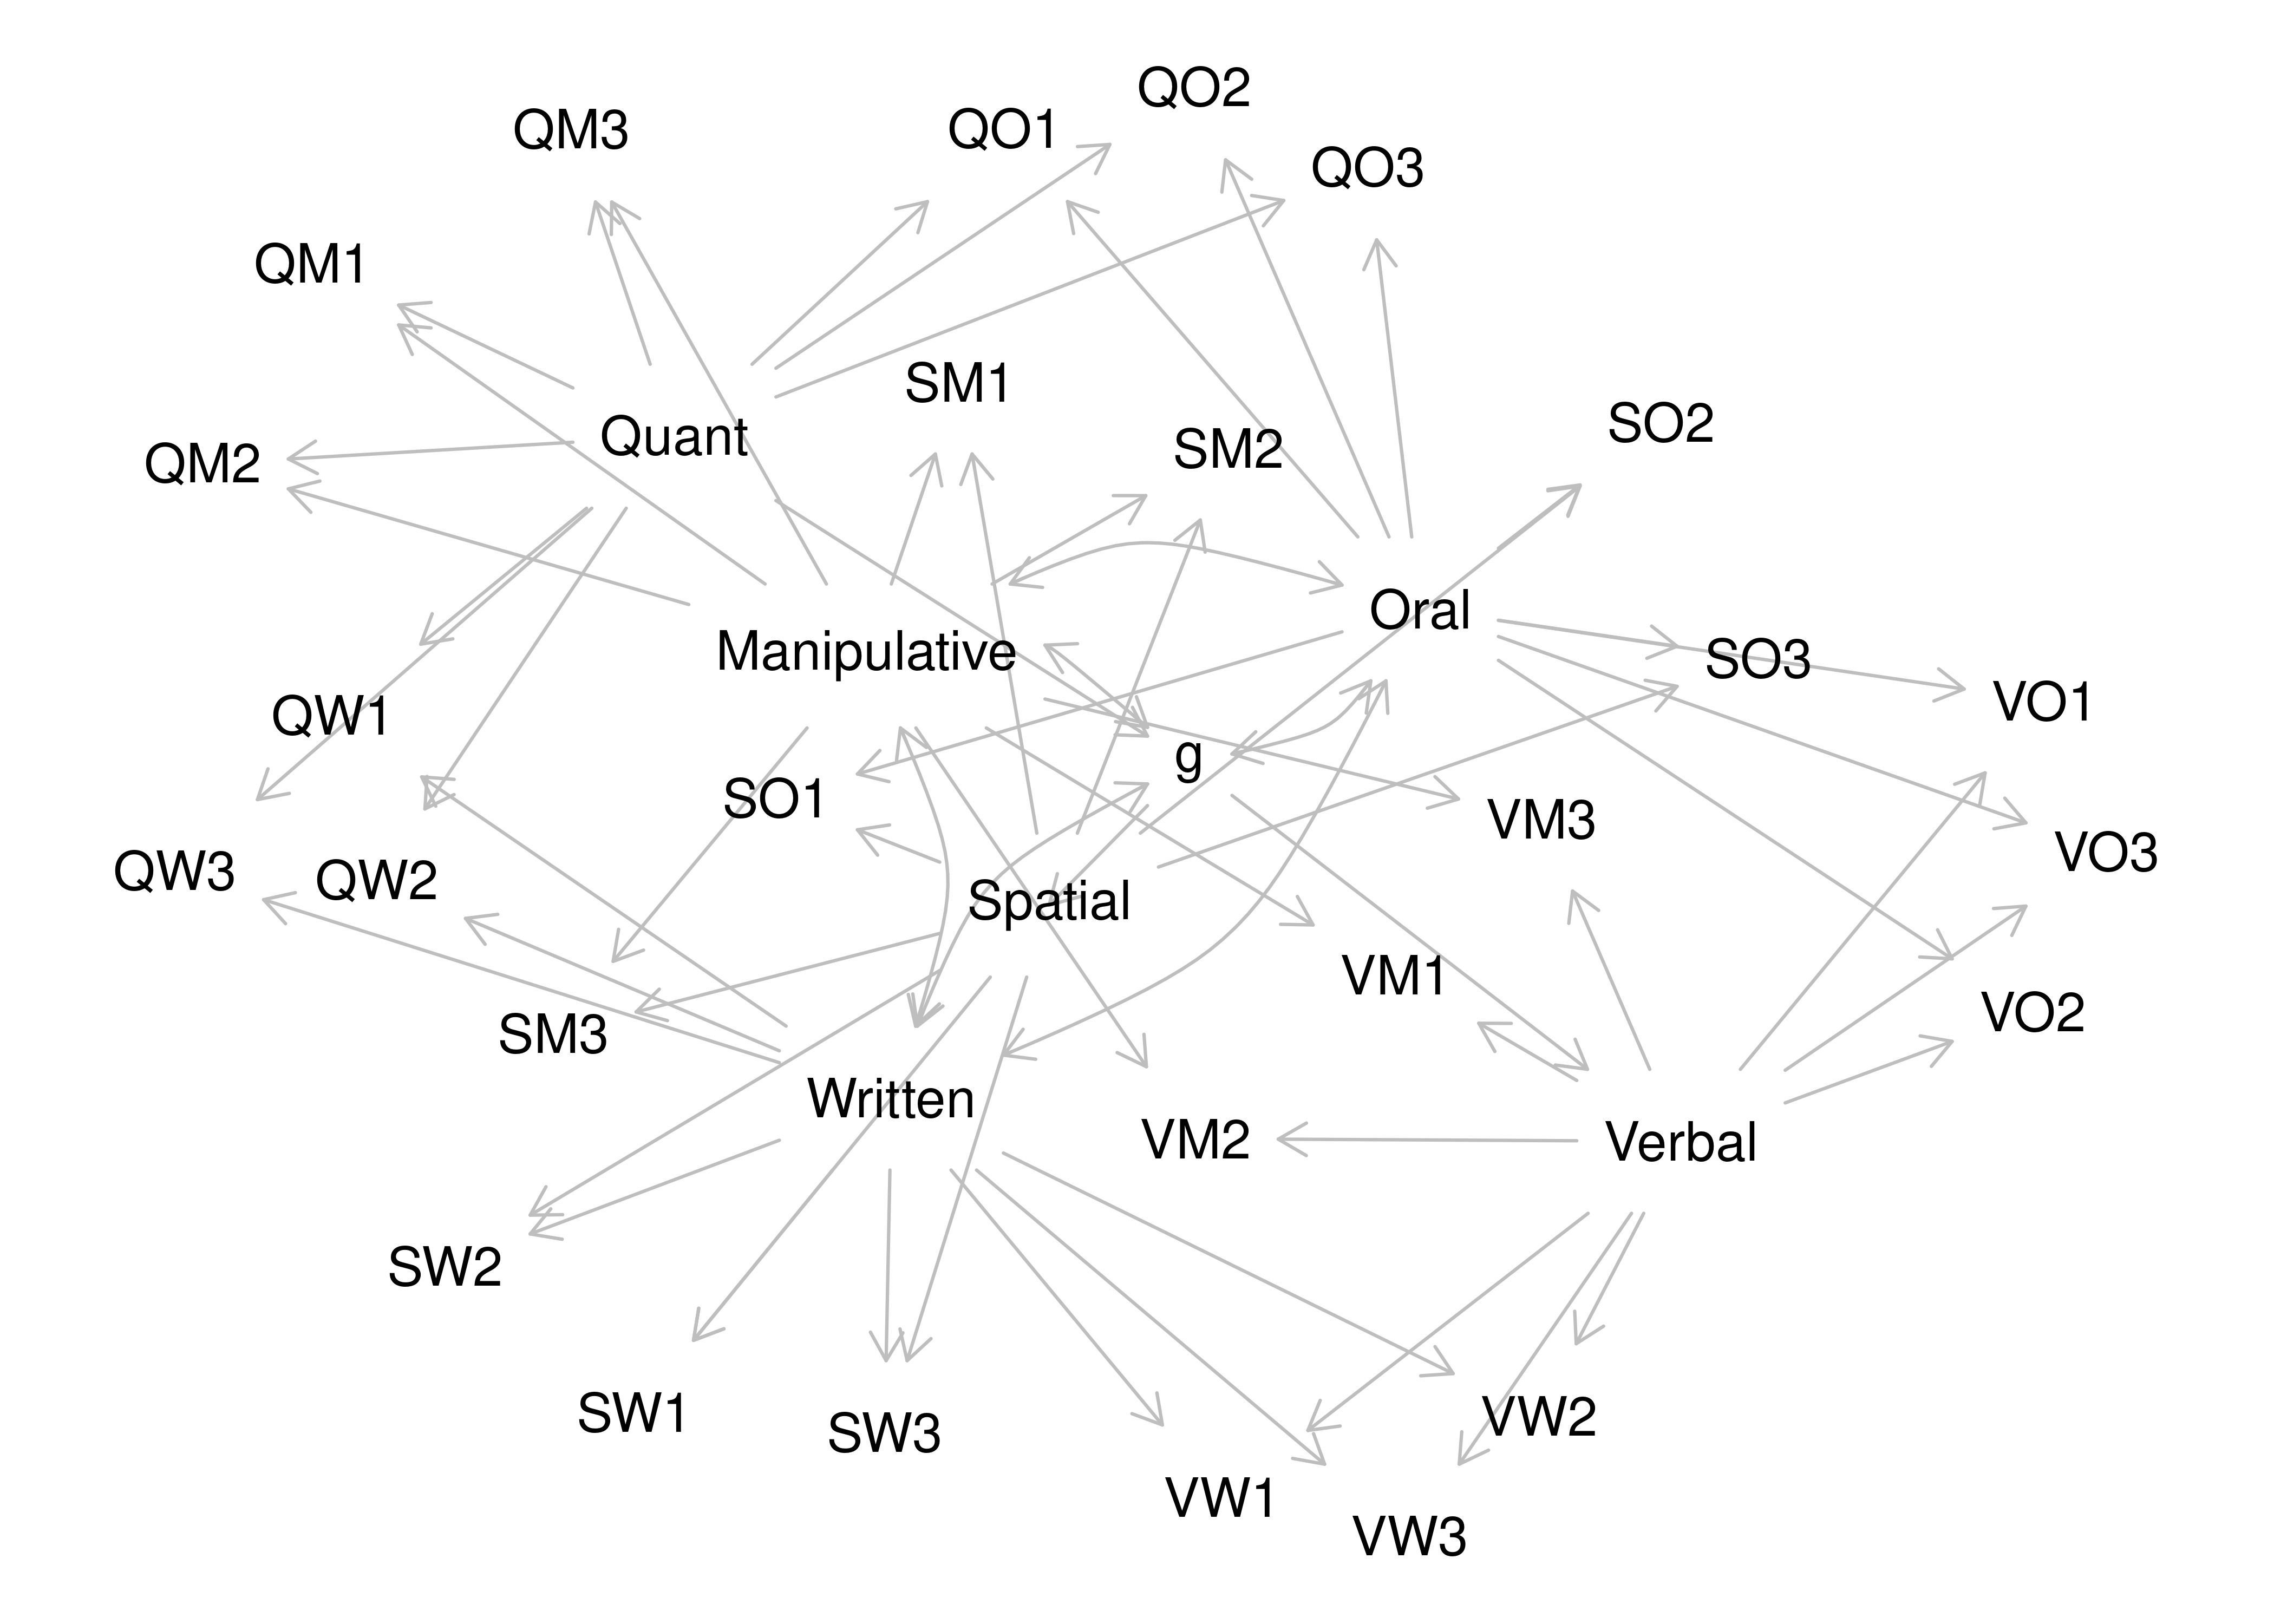 QO2
QM3
QO1
QO3
QM1
SM1
SO2
Quant
SM2
QM2
Oral
Manipulative
SO3
QW1
VO1
g
SO1
VM3
VO3
QW3
QW2
Spatial
VM1
VO2
SM3
Written
VM2
Verbal
SW2
SW1
VW2
SW3
VW1
VW3